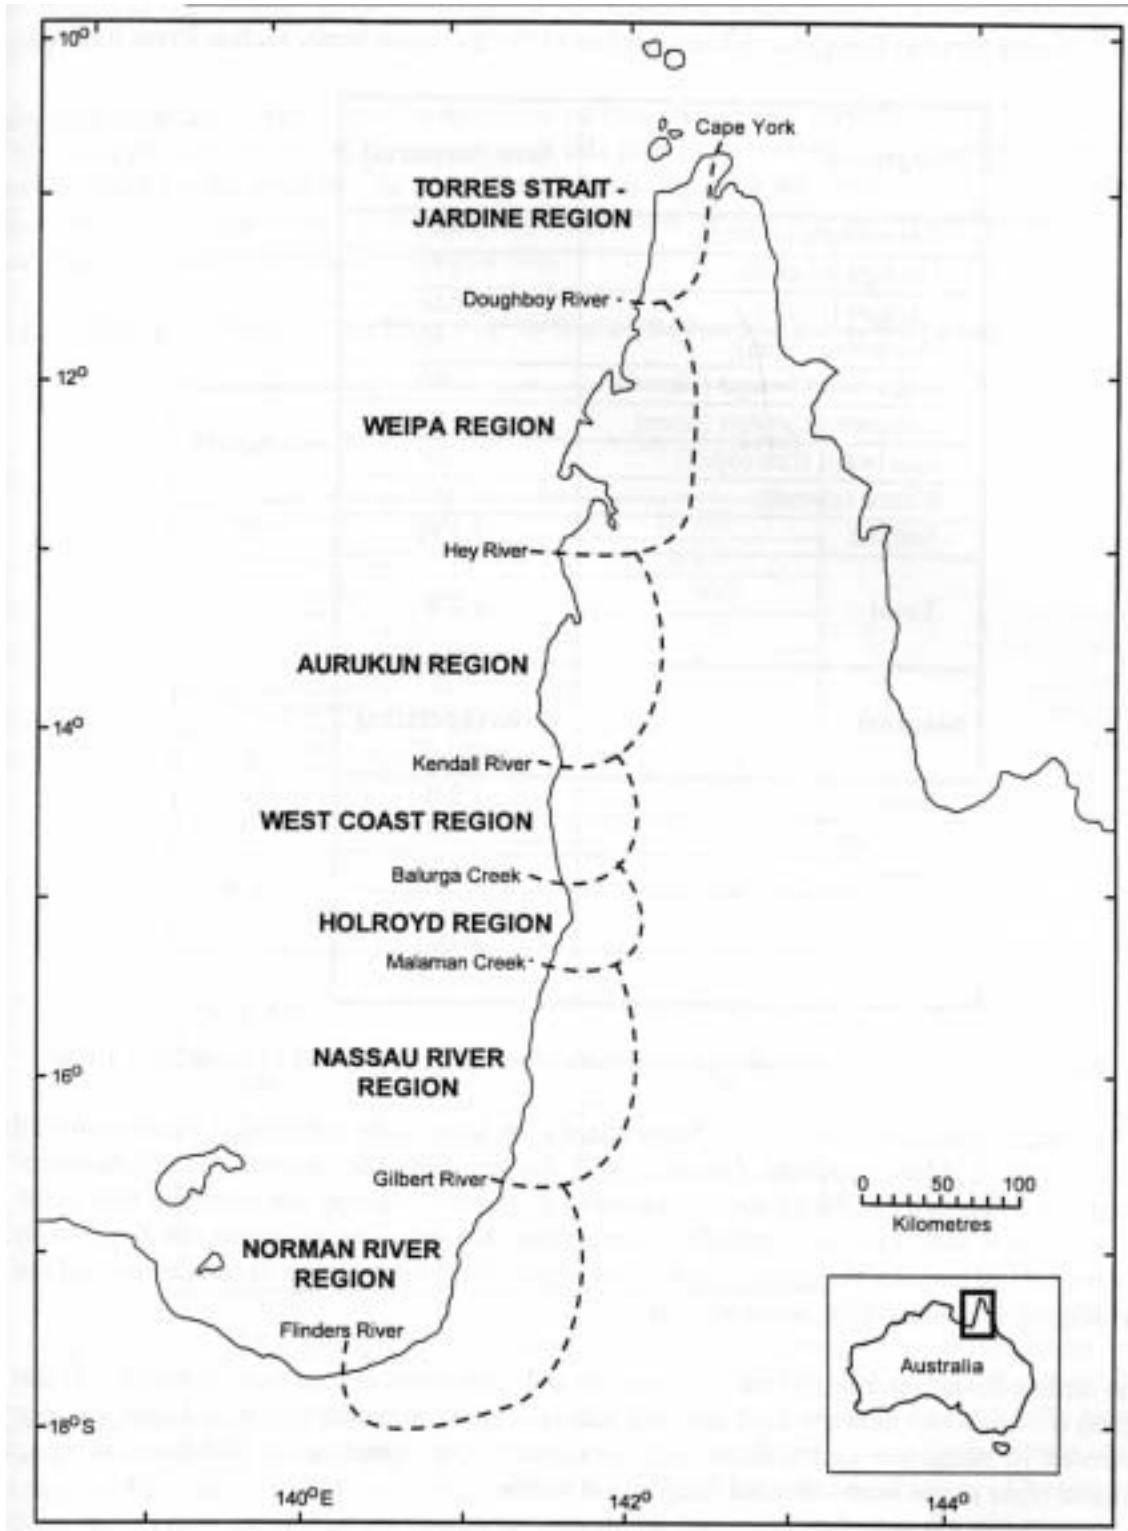 10°
Cape York
TORRES STRAIT -
JARDINE REGION
Doughboy River
12°
WEIPA REGION
Hey River
AURUKUN REGION
14°
Kendall River
WEST COAST REGION
Balurga Creek
HOLROYD REGION
Malaman Creek
NASSAU RIVER
REGION
16°
Gilbert River
0 50 100
Kilometres
NORMAN RIVER
REGION
Flinders River
Australia
18°S
140°E
142°
144°